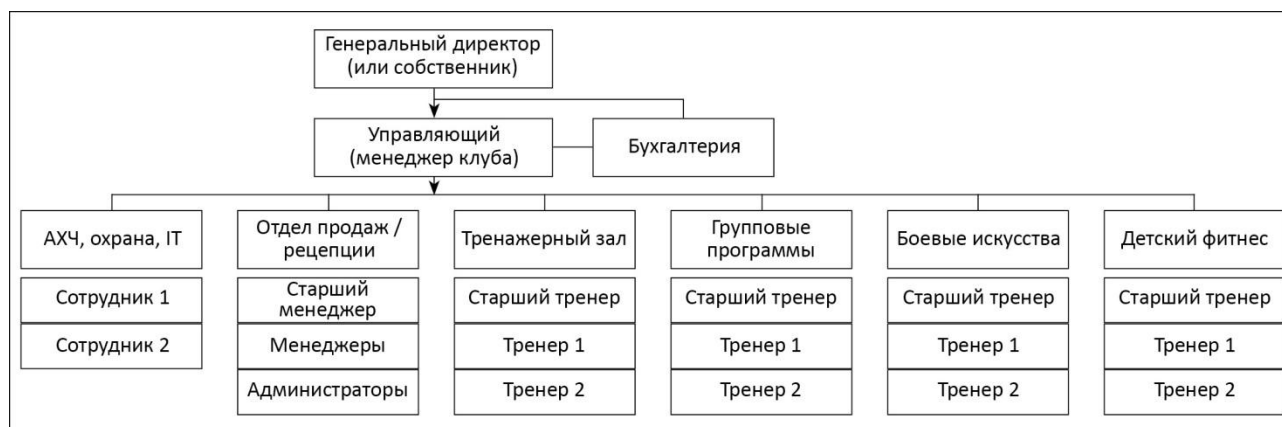 Генеральный директор
(или собственник)
Управляющий
(менеджер клуба)
Бухгалтерия
АХЧ, охрана, IT
Отдел продаж /
рецепции
Тренажерный зал
Групповые
программы
Боевые искусства
Детский фитнес
Сотрудник 1
Старший
менеджер
Старший тренер
Старший тренер
Старший тренер
Старший тренер
Сотрудник 2
Менеджеры
Тренер 1
Тренер 1
Тренер 1
Тренер 1
Администраторы
Тренер 2
Тренер 2
Тренер 2
Тренер 2